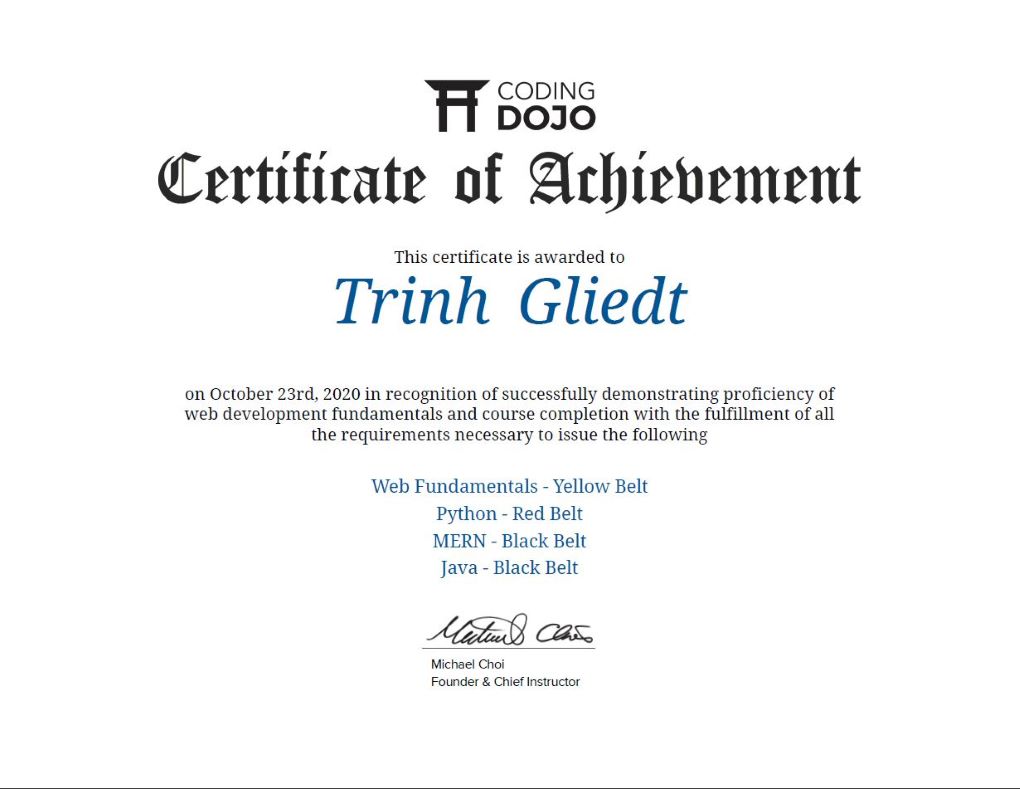 CODING
DOJO
Certificate of Achievement
This certificate is awarded to
Trinh Gliedt
on October 23rd, 2020 in recognition of successfully demonstrating proficiency of
web development fundamentals and course completion with the fulfillment of all
the requirements necessary to issue the following
Web Fundamentals - Yellow Belt
Python - Red Belt
MERN - Black Belt
Java - Black Belt
Michael Choi
Founder & Chief Instructor